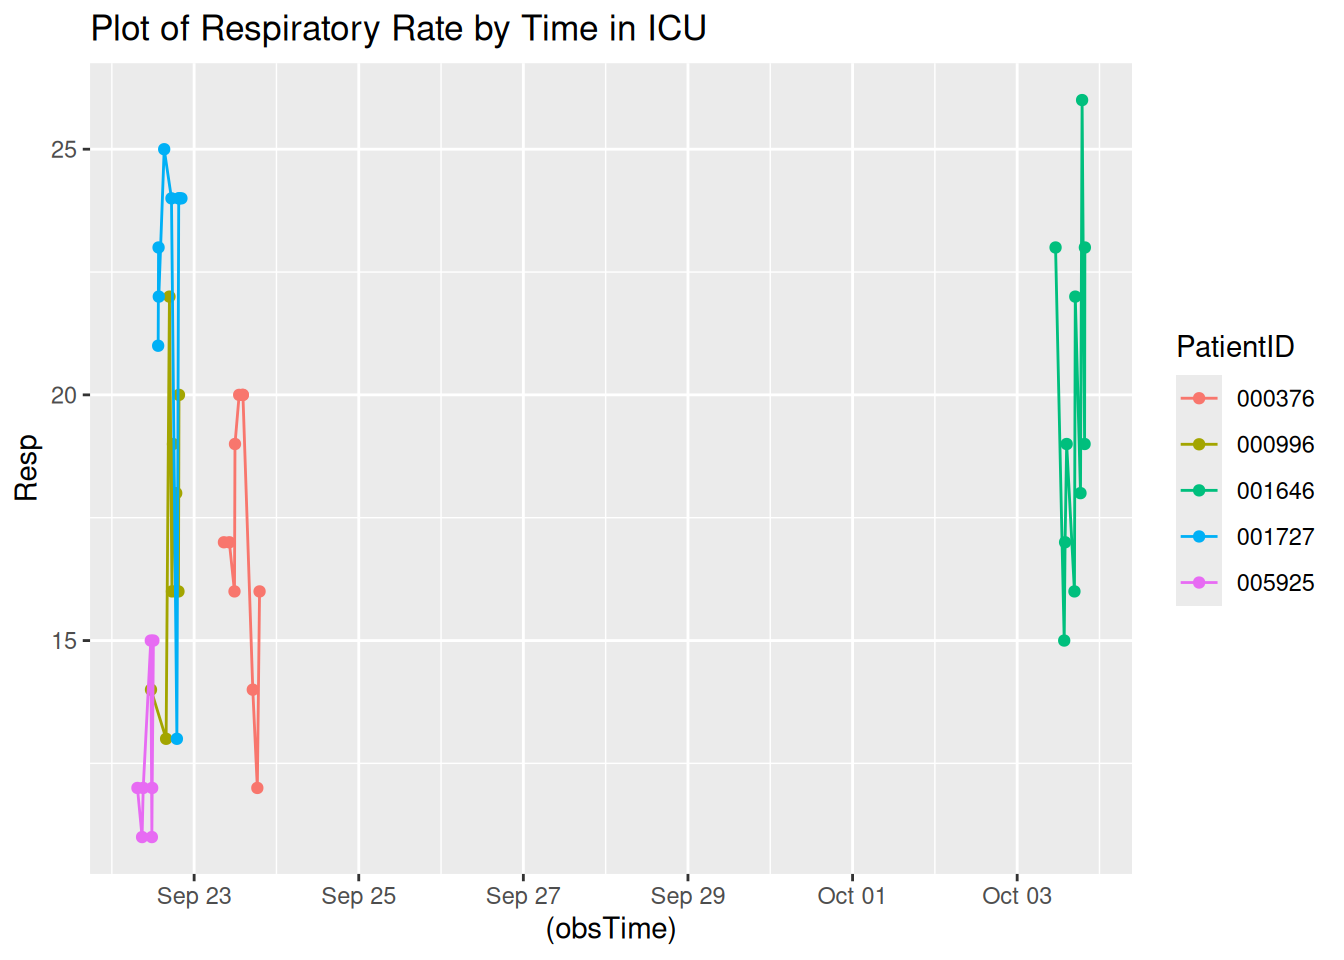 Plot of Respiratory Rate by Time in ICU
Resp
25
20
15
Sep 23 Sep 25 Sep 27 Sep 29 Oct 01 Oct 03
(obsTime)
PatientID
000376
000996
001646
001727
005925